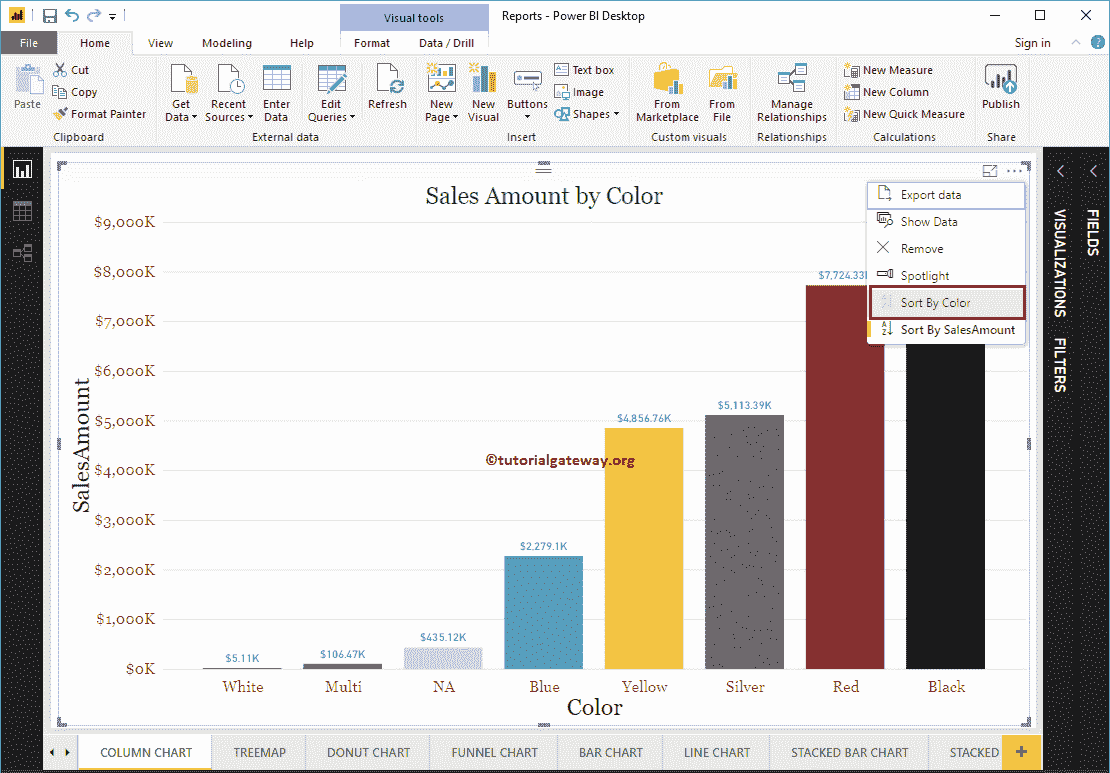 Visual tools
Reports - Power BI Desktop
File Home View Modeling Help Format Data / Drill Sign in ?
Paste
Cut
Copy
Format Painter
Clipboard
Get Data
Recent Sources
Enter Data
Edit Queries
External data
Refresh
New Page
New Visual
Buttons
Text box
Image
Shapes
Insert
From Marketplace
From File
Custom visuals
Manage Relationships
Relationships
New Measure
New Column
New Quick Measure
Calculations
Publish
Share
Sales Amount by Color
Export data
Show Data
Remove
Spotlight
Sort By Color
Sort By SalesAmount
SalesAmount
$9,000K
$8,000K
$7,000K
$6,000K
$5,000K
$4,000K
$3,000K
$2,000K
$1,000K
$0K
$5.11K
$106.47K
$435.12K
$2,279.1K
$4,856.76K
$5,113.39K
©tutorialgateway.org
White Multi NA Blue Yellow Silver Red Black
Color
VISUALIZATIONS
FILTERS
FIELDS
COLUMN CHART TREEMAP DONUT CHART FUNNEL CHART BAR CHART LINE CHART STACKED BAR CHART STACKED +